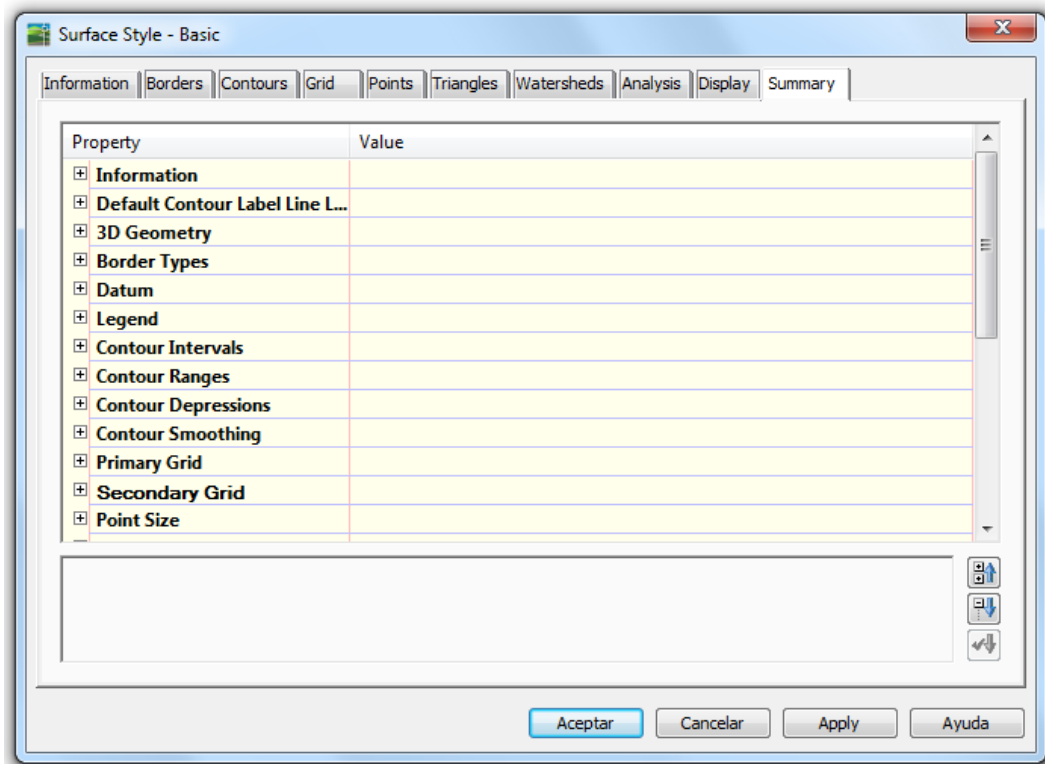 Surface Style - Basic
Information Borders Contours Grid Points Triangles Watersheds Analysis Display Summary
Property Value
Information
Default Contour Label Line L...
3D Geometry
Border Types
Datum
Legend
Contour Intervals
Contour Ranges
Contour Depressions
Contour Smoothing
Primary Grid
Secondary Grid
Point Size
Aceptar Cancelar Apply Ayuda